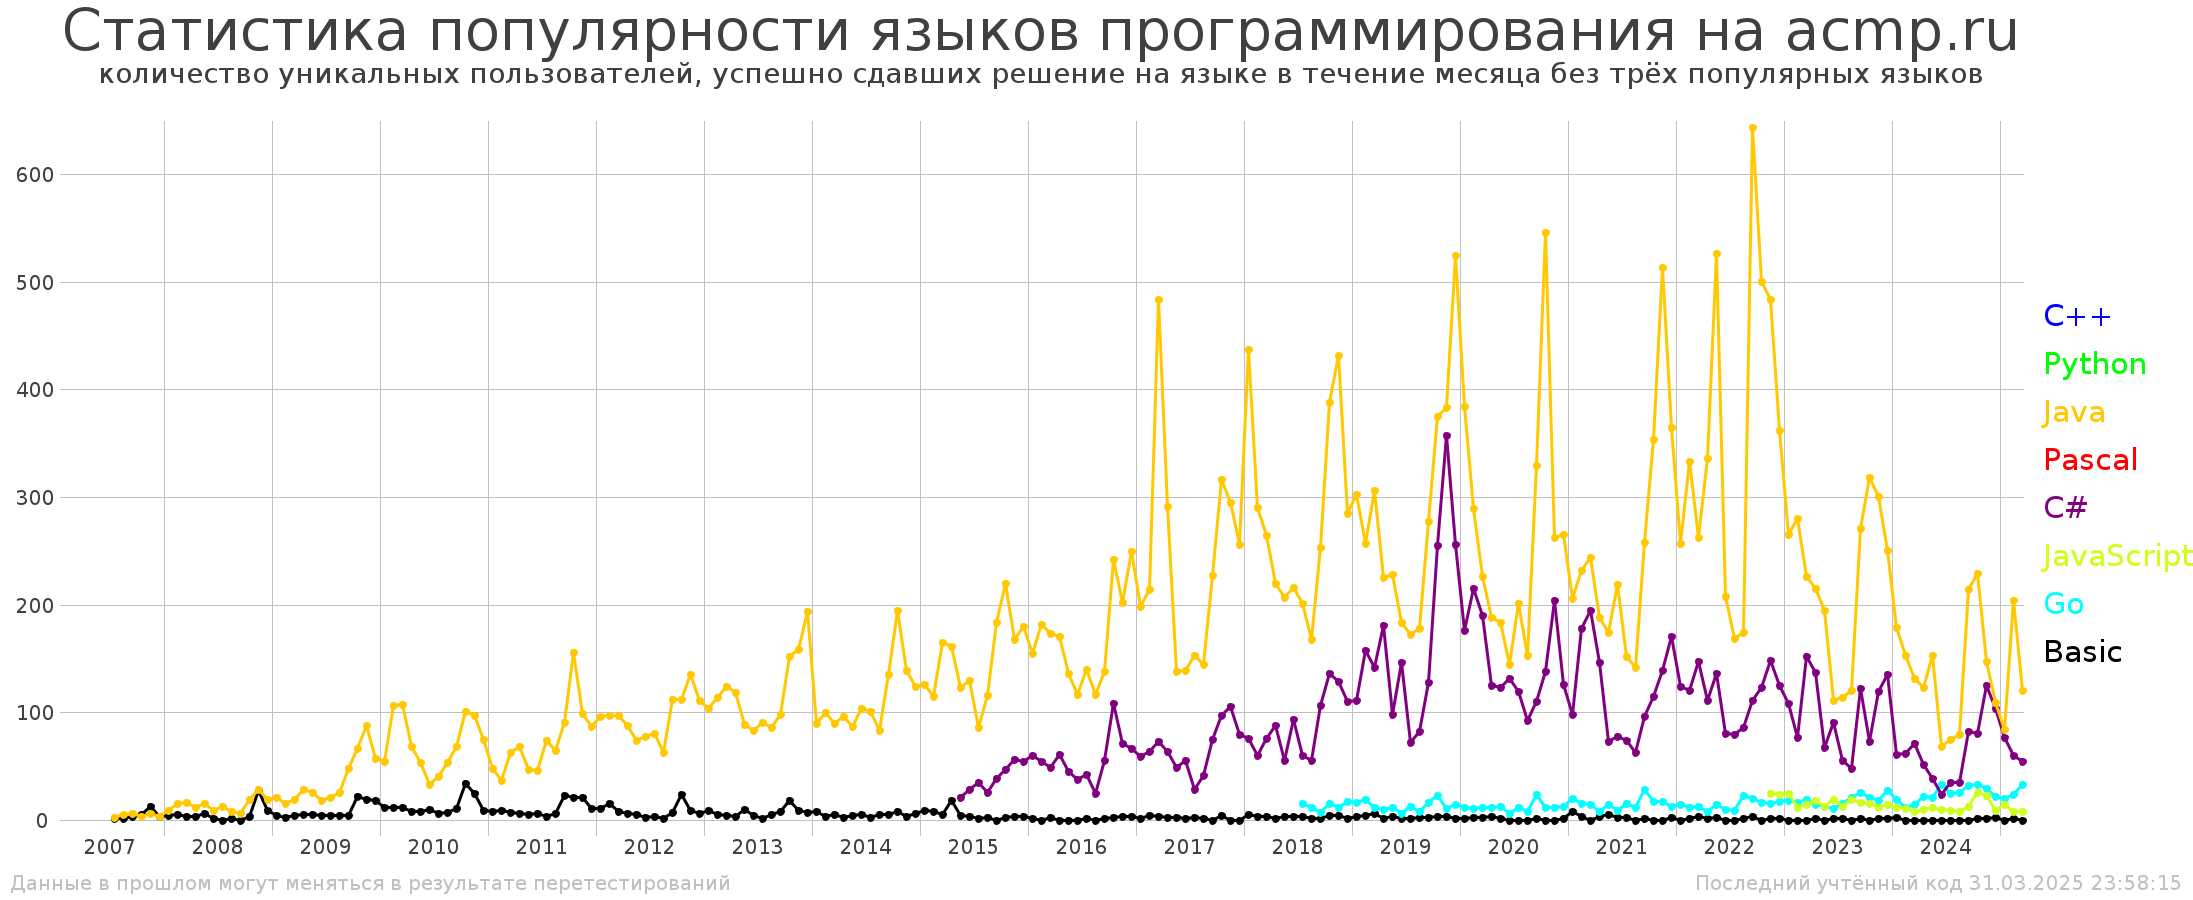 Статистика популярности языков программирования на acmp.ru
количество уникальных пользователей, успешно сдавших решение на языке в течение месяца без трёх популярных языков
600
500
400
300
200
100
0
C++
Python
Java
Pascal
C#
JavaScript
Go
Basic
2007 2008 2009 2010 2011 2012 2013 2014 2015 2016 2017 2018 2019 2020 2021 2022 2023 2024
Данные в прошлом могут меняться в результате перетестирований
Последний учтённый код 31.03.2025 23:58:15